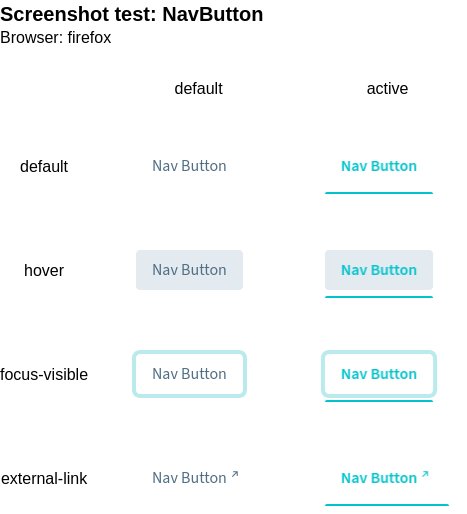 Screenshot test: NavButton
Browser: firefox
default active
default Nav Button Nav Button
hover Nav Button Nav Button
focus-visible Nav Button Nav Button
external-link Nav Button ↗ Nav Button ↗